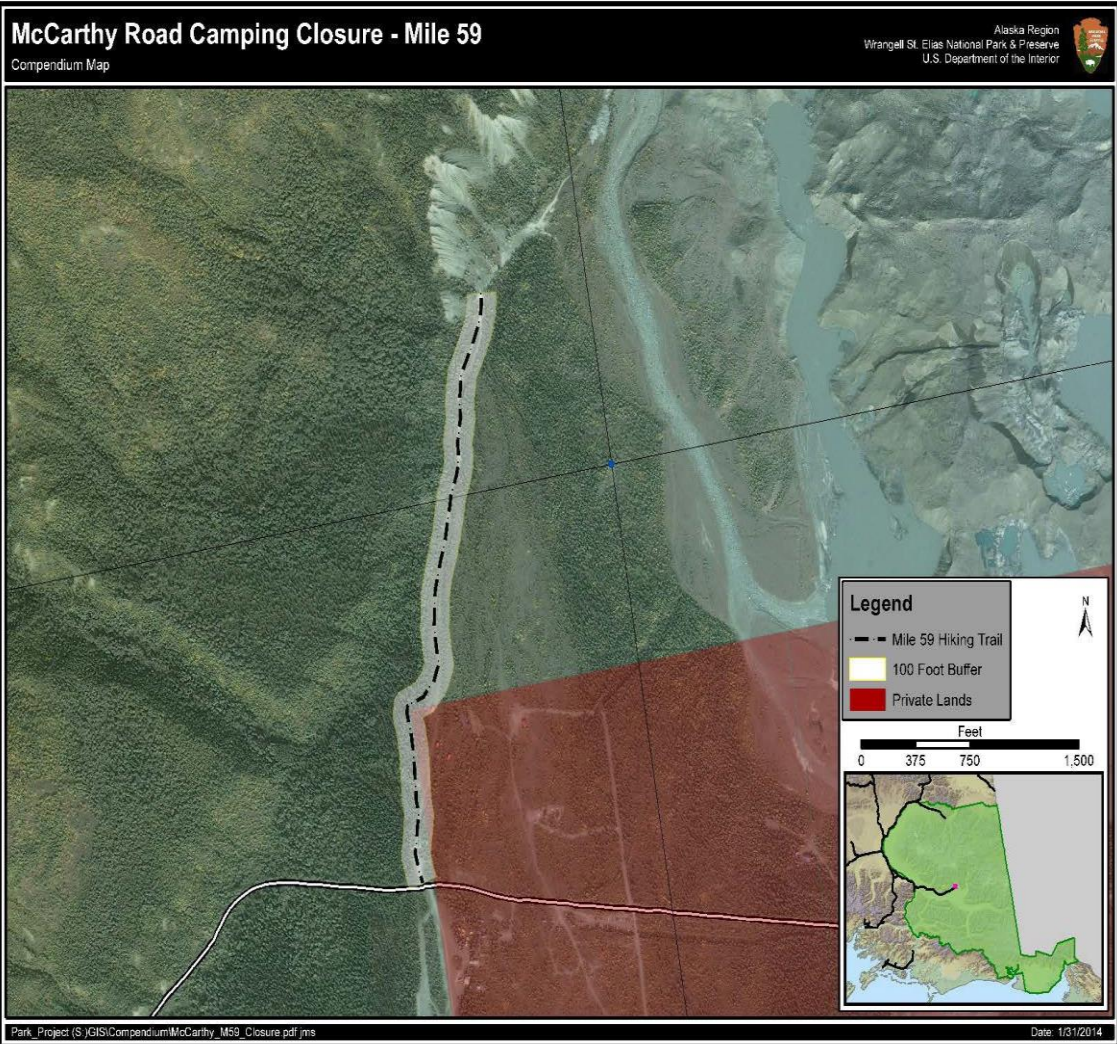 McCarthy Road Camping Closure - Mile 59
Compendium Map
Alaska Region
Wrangell St. Elias National Park & Preserve
U.S. Department of the Interior
Legend
Mile 59 Hiking Trail
100 Foot Buffer
Private Lands
N
Feet
0 375 750 1,500
Park_Project (S:)GIS\Compendium\McCarthy_M59_Closure.pdf jms
Date: 1/31/2014